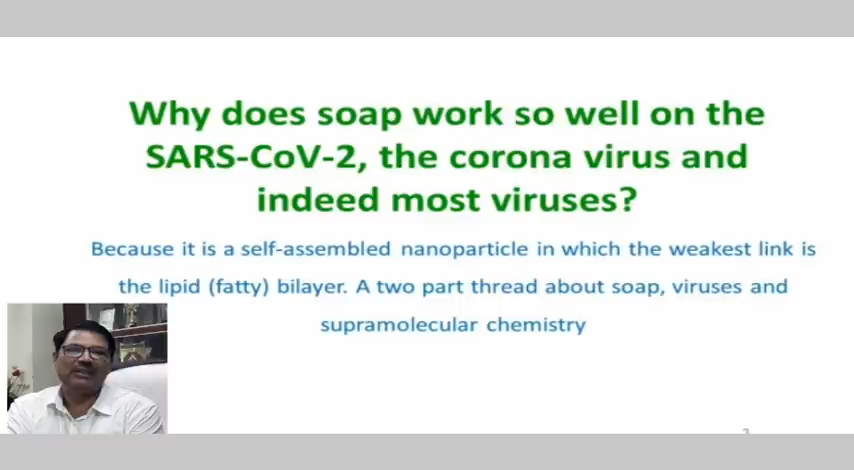 Why does soap work so well on the
SARS-CoV-2, the corona virus and
indeed most viruses?
Because it is a self-assembled nanoparticle in which the weakest link is
the lipid (fatty) bilayer. A two part thread about soap, viruses and
supramolecular chemistry